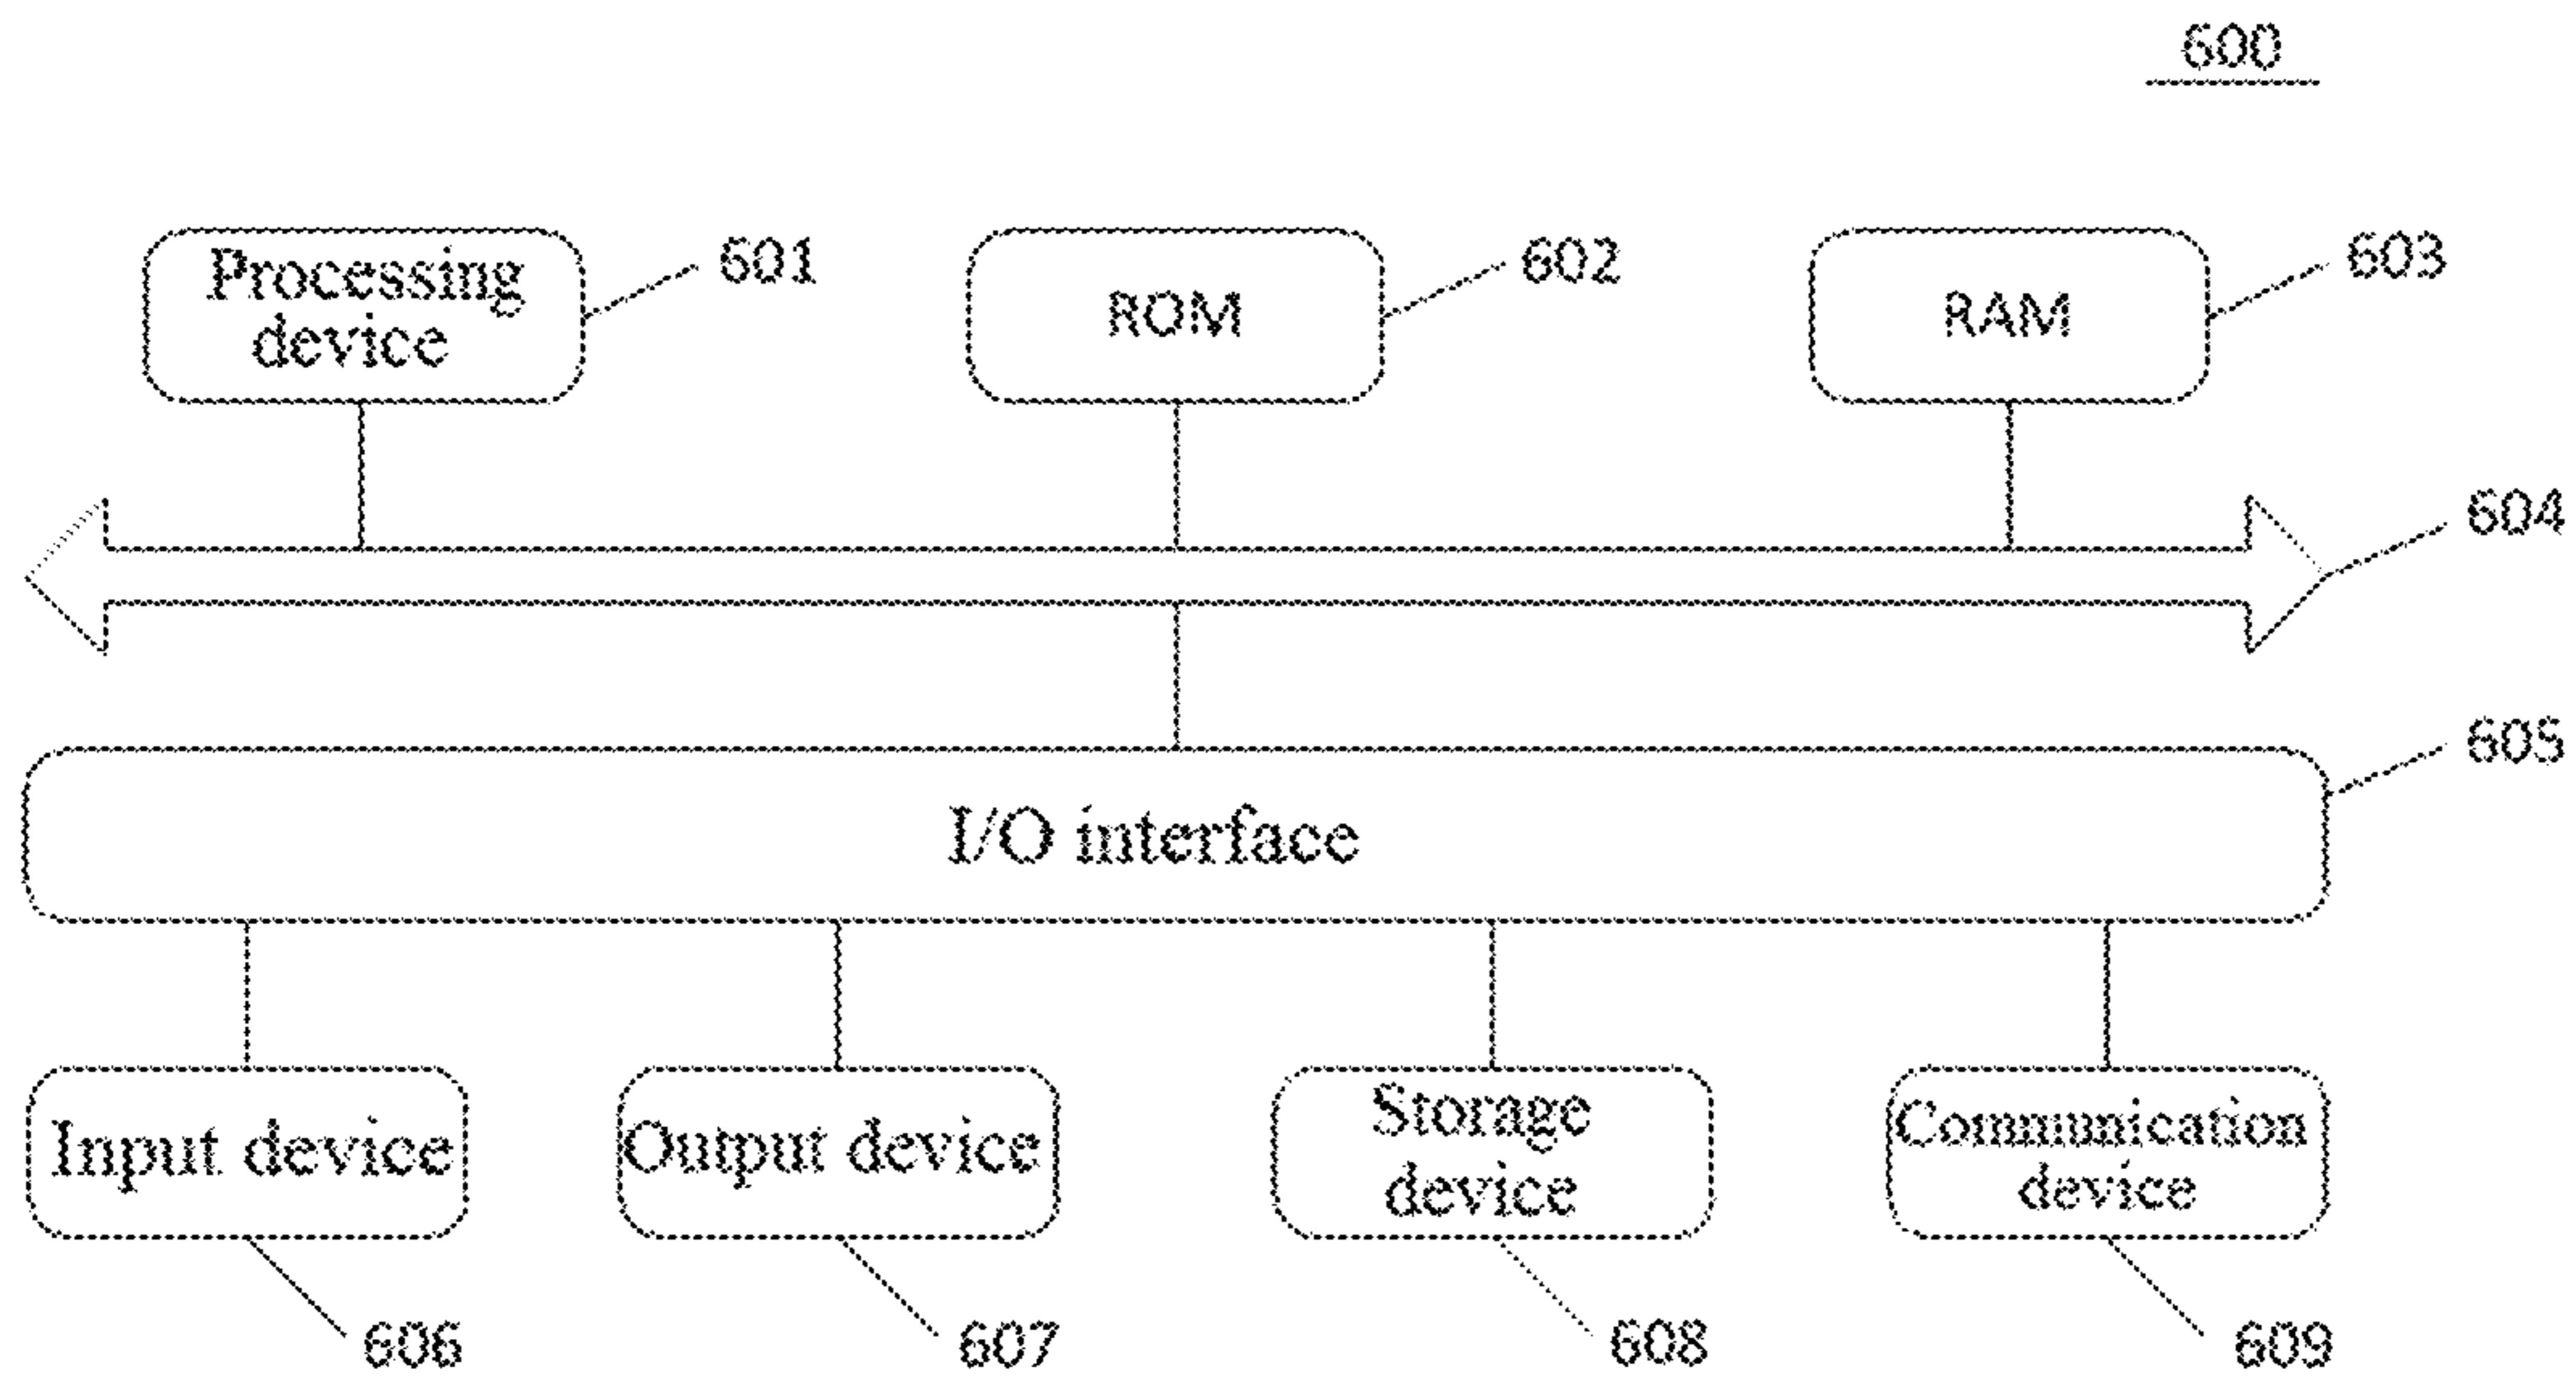 600
Processing
device
601
ROM
602
RAM
603
604
605
I/O interface
Input device
Output device
Storage
device
Communication
device
606
607
608
609